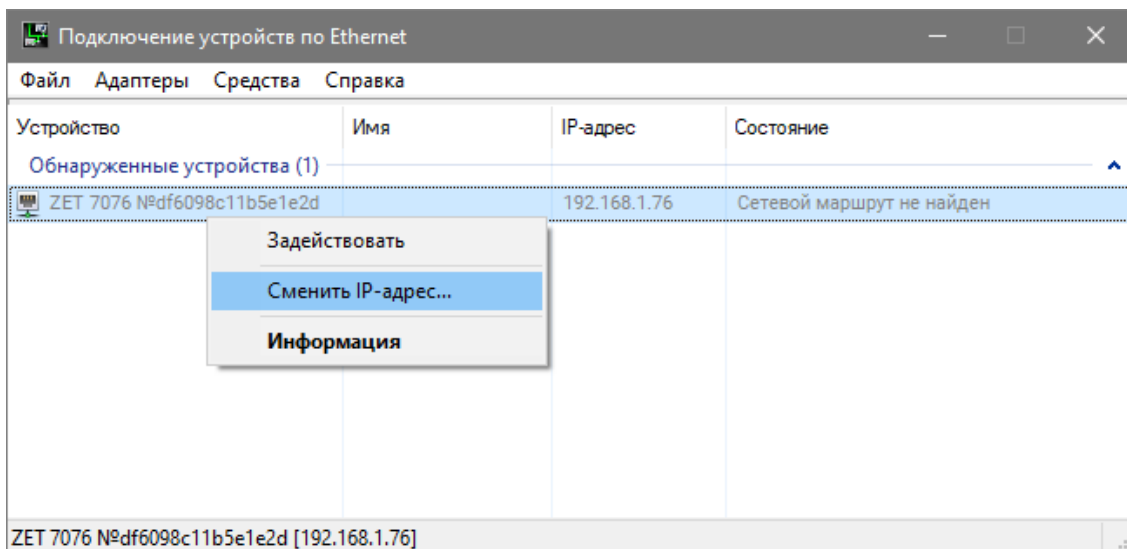 Подключение устройств по Ethernet
Файл Адаптеры Средства Справка
Устройство Имя IP-адрес Состояние
Обнаруженные устройства (1)
ZET 7076 №df6098c11b5e1e2d 192.168.1.76 Сетевой маршрут не найден
Задействовать
Сменить IP-адрес...
Информация
ZET 7076 №df6098c11b5e1e2d [192.168.1.76]